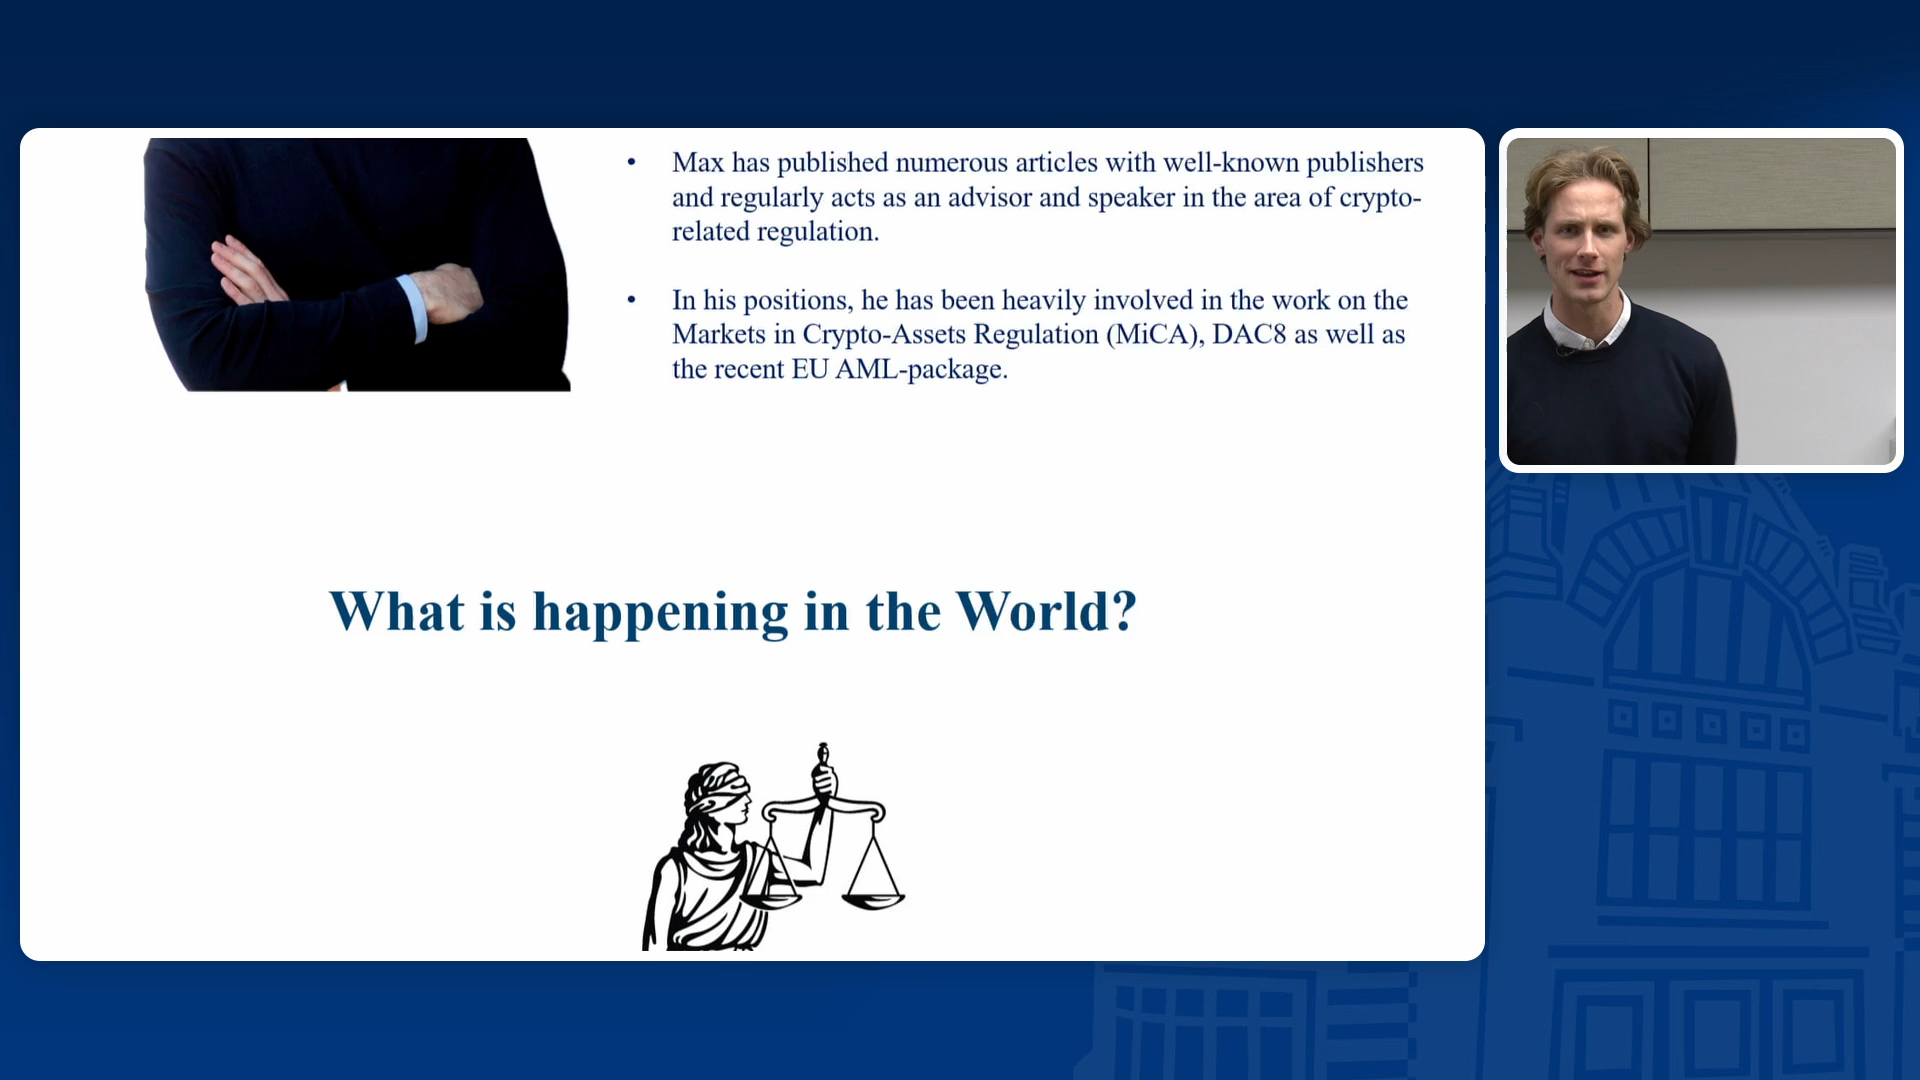 • Max has published numerous articles with well-known publishers
and regularly acts as an advisor and speaker in the area of crypto-
related regulation.
• In his positions, he has been heavily involved in the work on the
Markets in Crypto-Assets Regulation (MiCA), DAC8 as well as
the recent EU AML-package.
What is happening in the World?